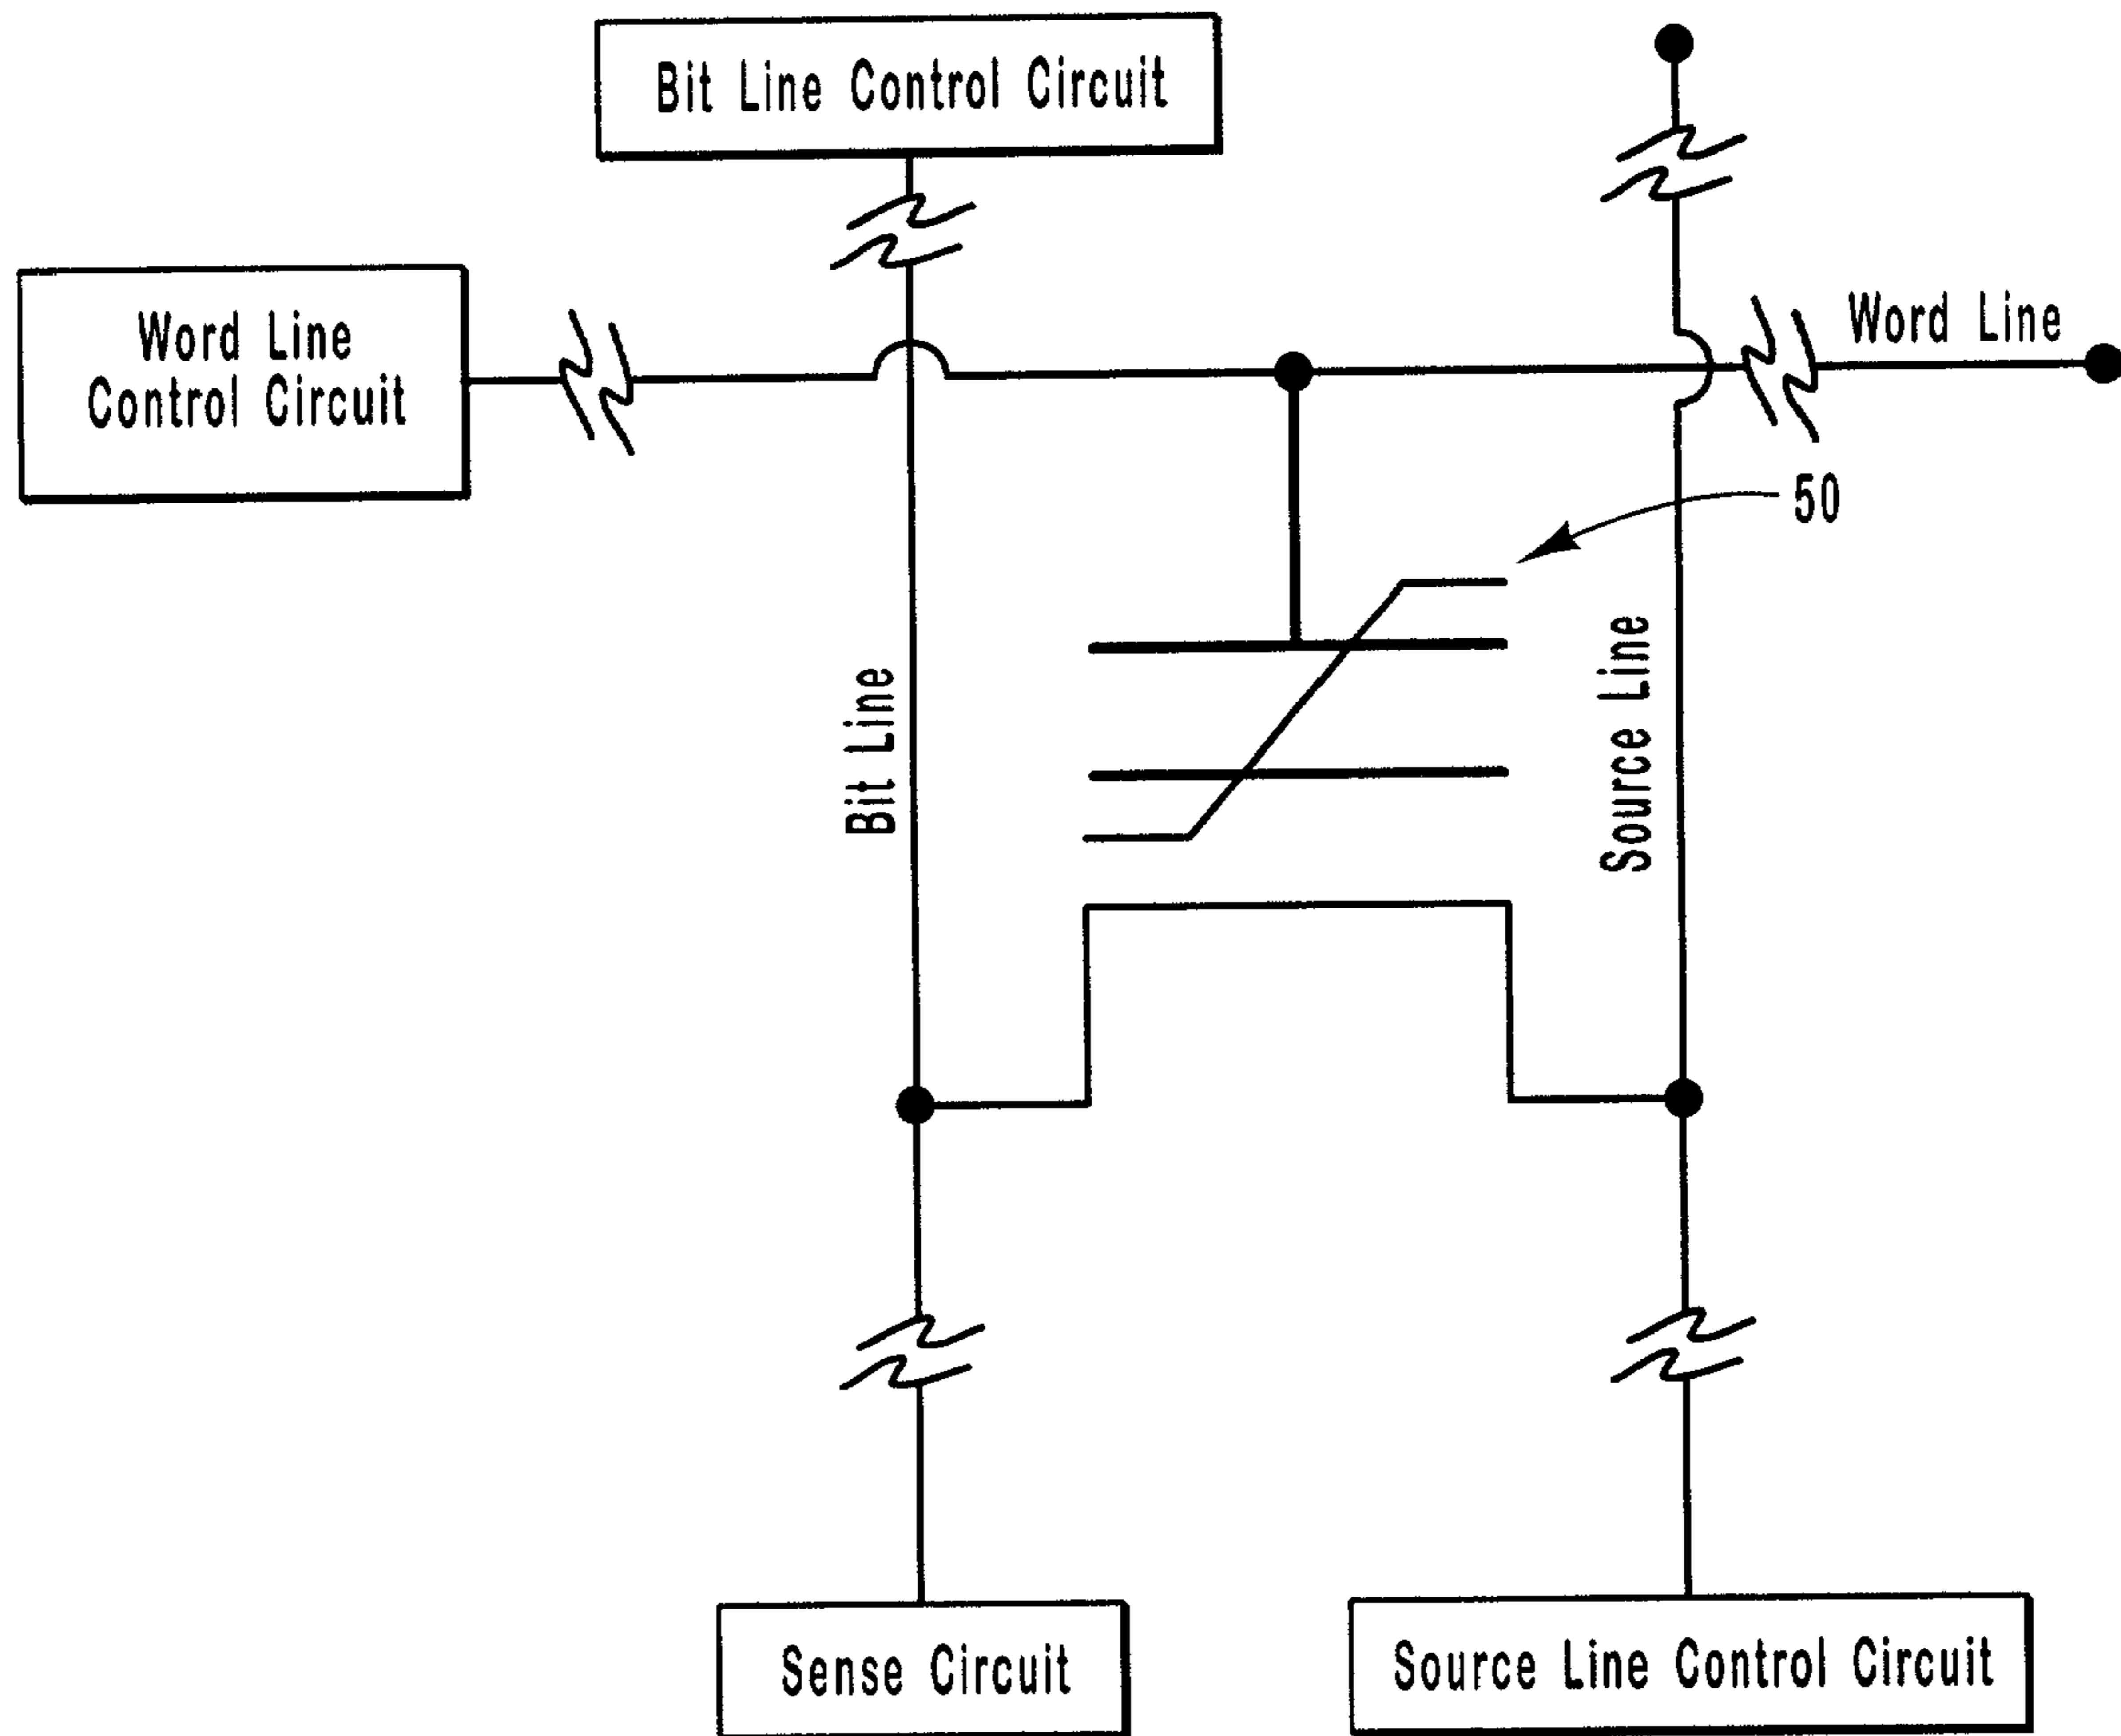 Bit Line Control Circuit
Word Line
Control Circuit
Word Line
50
Bit Line
Source Line
Sense Circuit
Source Line Control Circuit